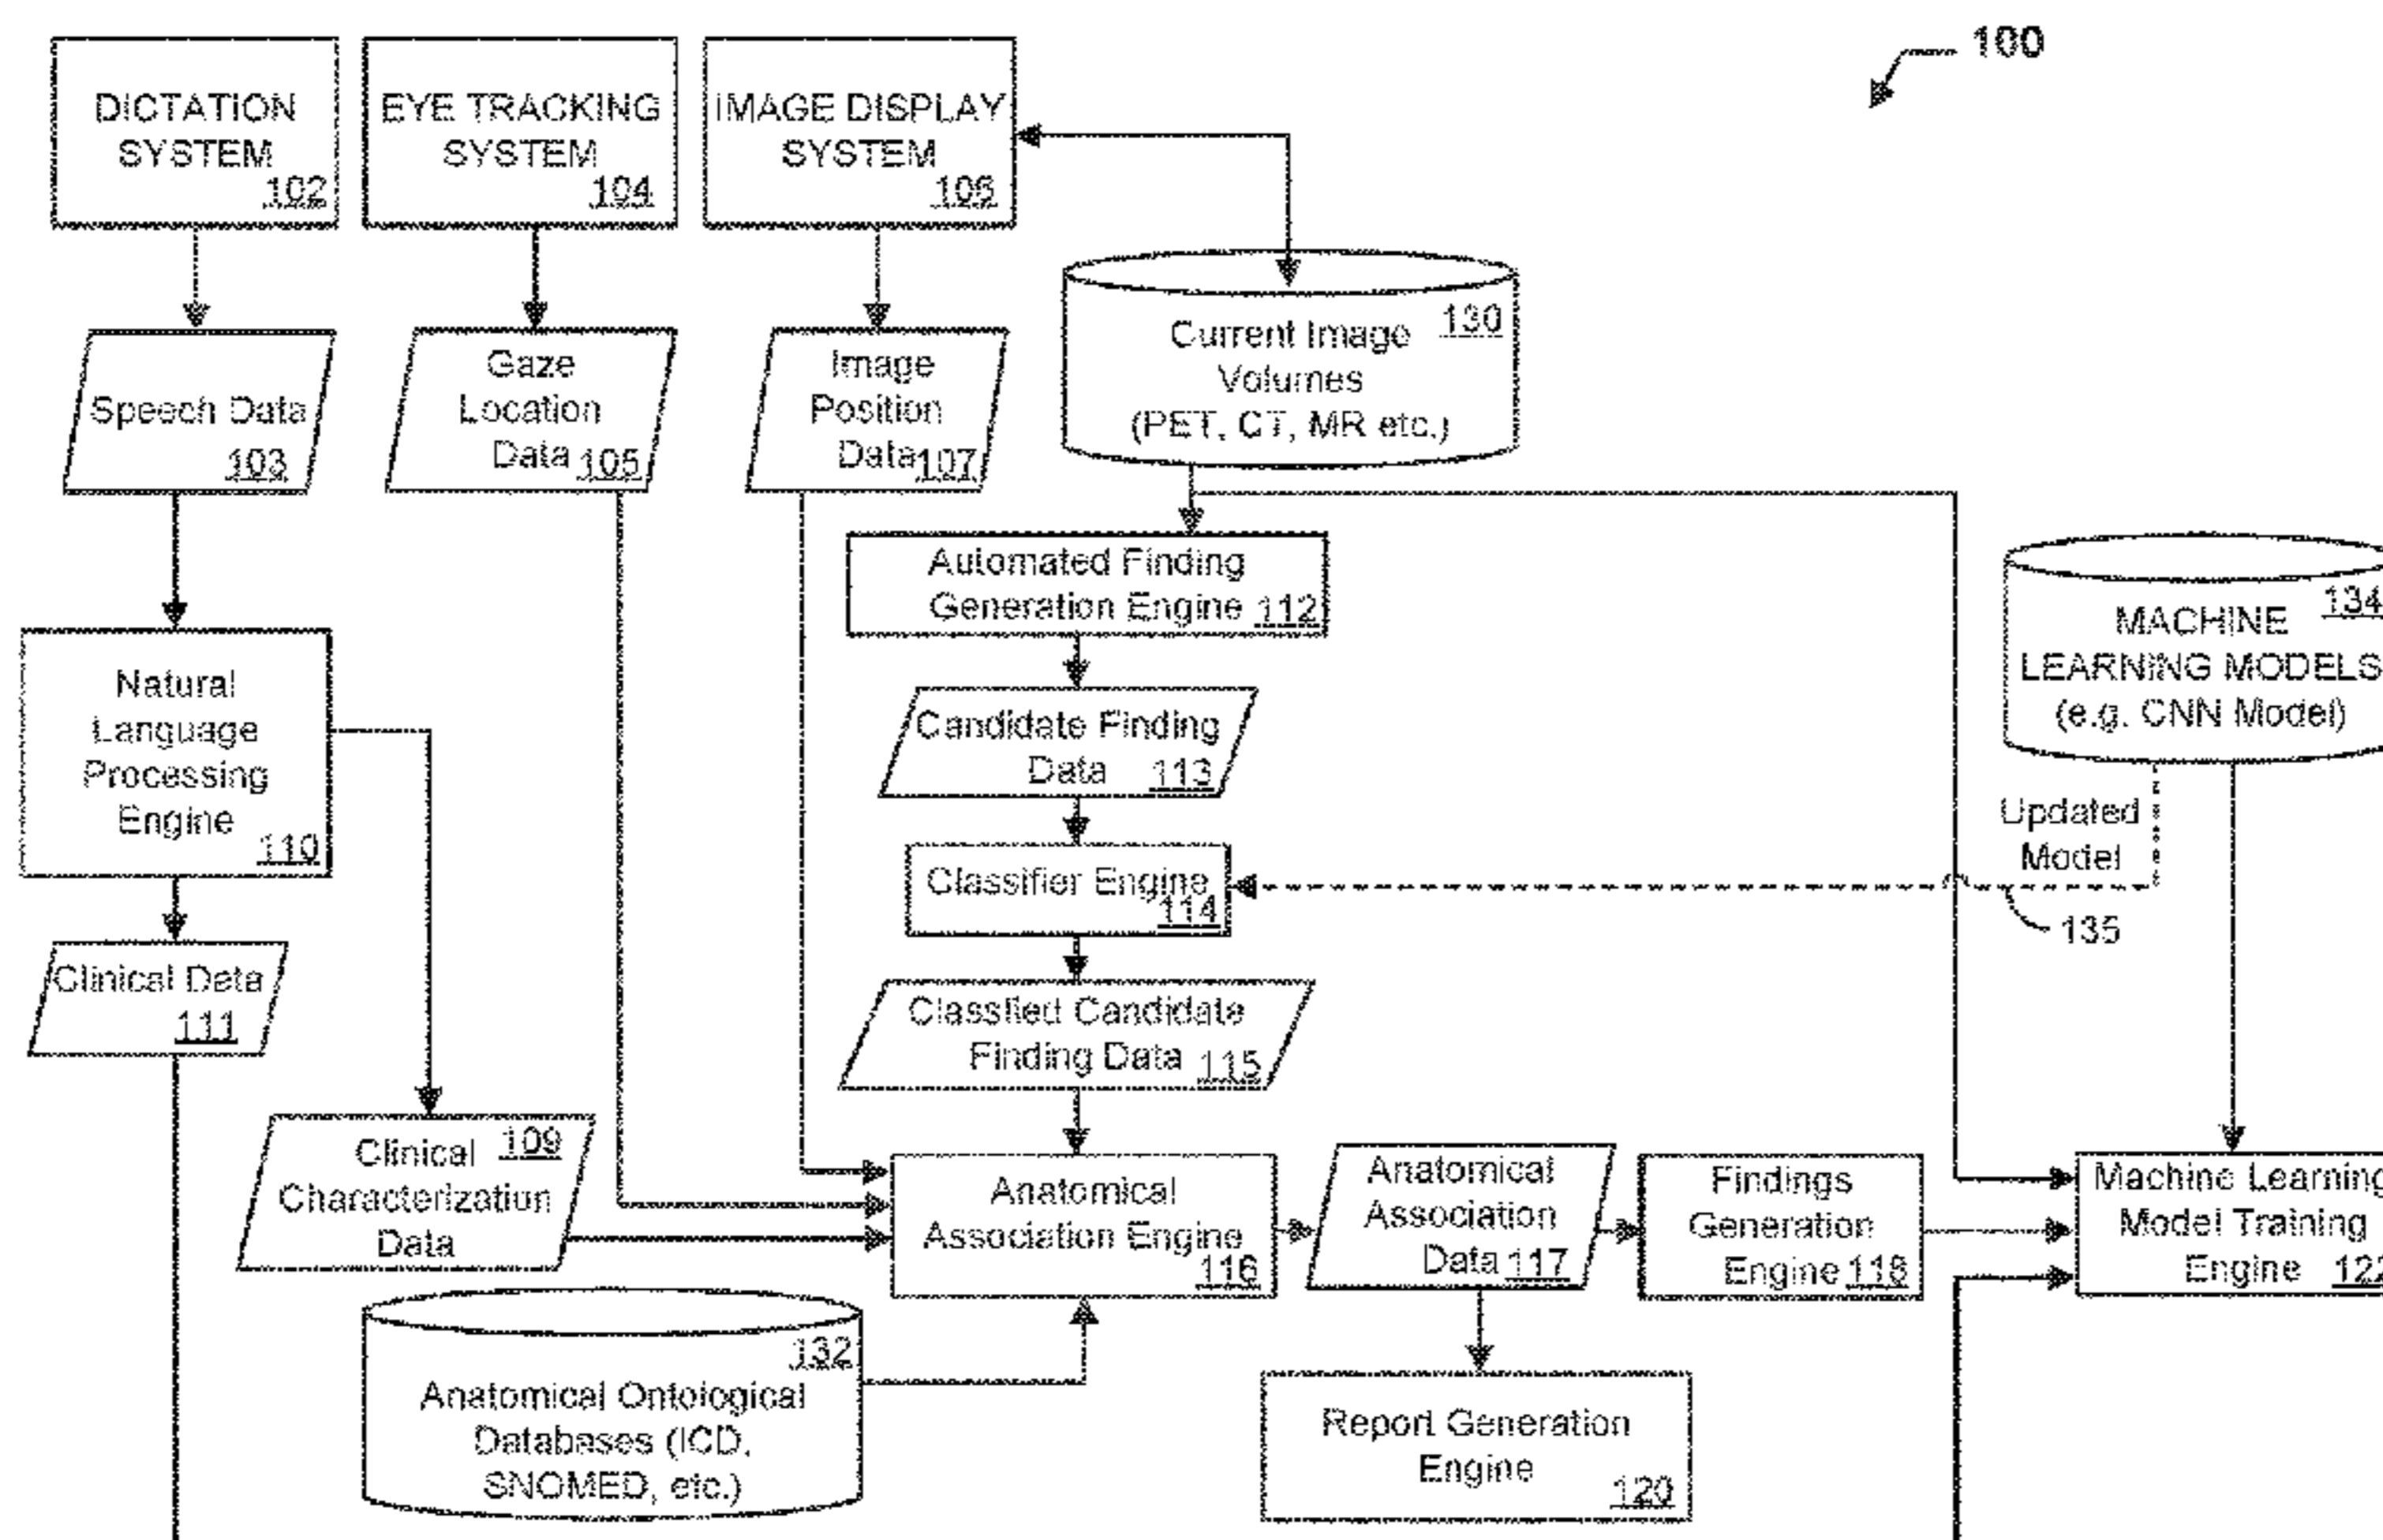 100
DICTATION
SYSTEM
102
EYE TRACKING
SYSTEM
104
IMAGE DISPLAY
SYSTEM
106
Speech Data
103
Gaze
Location
Data 105
Image
Position
Data 107
130
Current Image
Volumes
(PET, CT, MR etc.)
Automated Finding
Generation Engine 112
134
MACHINE
LEARNING MODELS
(e.g. CNN Model)
Natural
Language
Processing
Engine
110
Candidate Finding
Data 113
Updated
Model
135
Classifier Engine
114
Clinical Data
111
Classified Candidate
Finding Data 115
109
Clinical
Characterization
Data
Anatomical
Association Engine
116
Anatomical
Association
Data 117
Findings
Generation
Engine 118
Machine Learning
Model Training
Engine 122
132
Anatomical Ontological
Databases (ICD,
SNOMED, etc.)
Report Generation
Engine
120